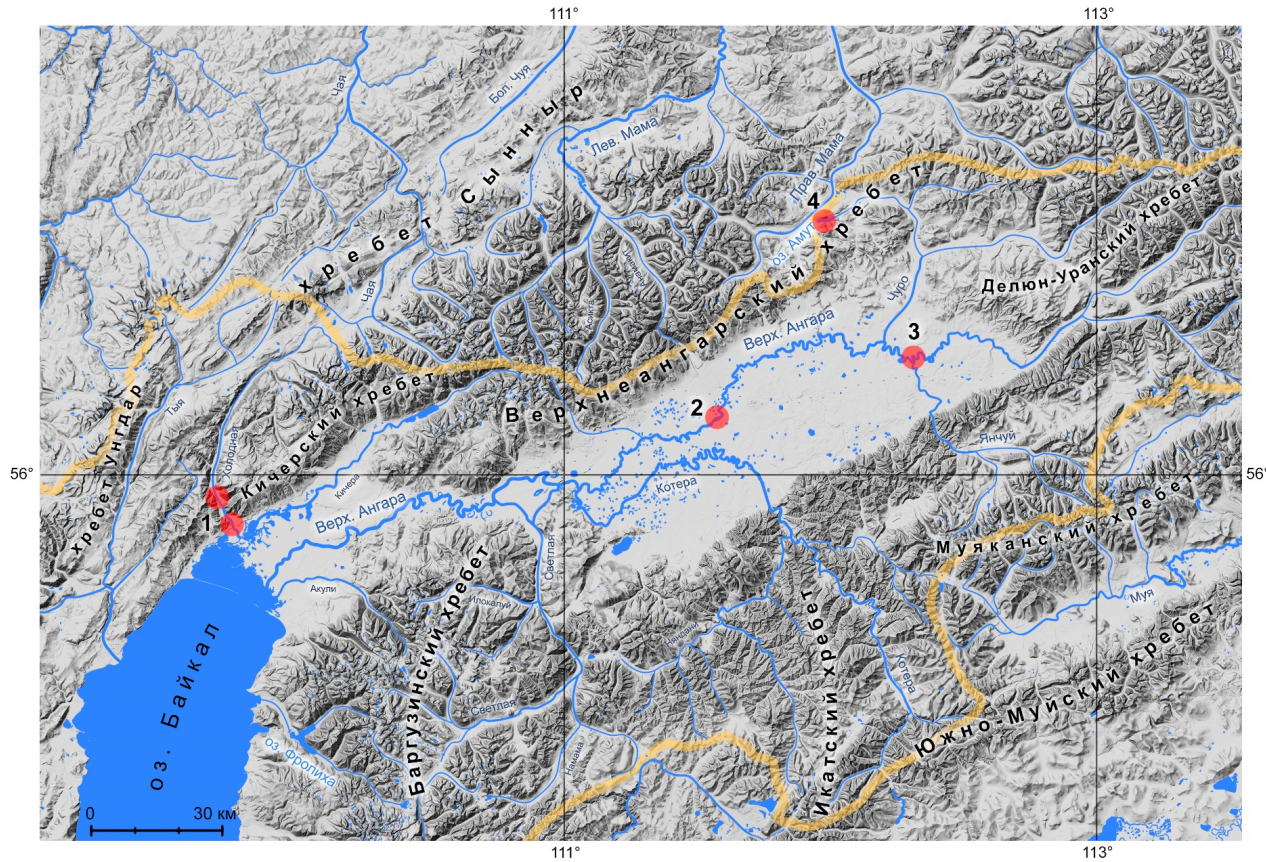 111°
113°
Чая
Бол. Чуя
хребет Сынныр
Лев. Мама
Прав. Мама
4
оз. Амут
Чая
Чуро
Делюн-Уранский хребет
Верх. Ангара
3
Верхнеангарский хребет
2
хребет Унгдар
Тыя
Холодная
Кичерский хребет
Янчуй
56°
56°
Кичера
Котера
1
Верх. Ангара
Светлая
Муяканский хребет
Акули
Муя
Баргузинский хребет
оз. Байкал
Икатский хребет
Котера
Светлая
Южно-Муйский хребет
оз. Фролиха
Намама
0
30 км
111°
113°